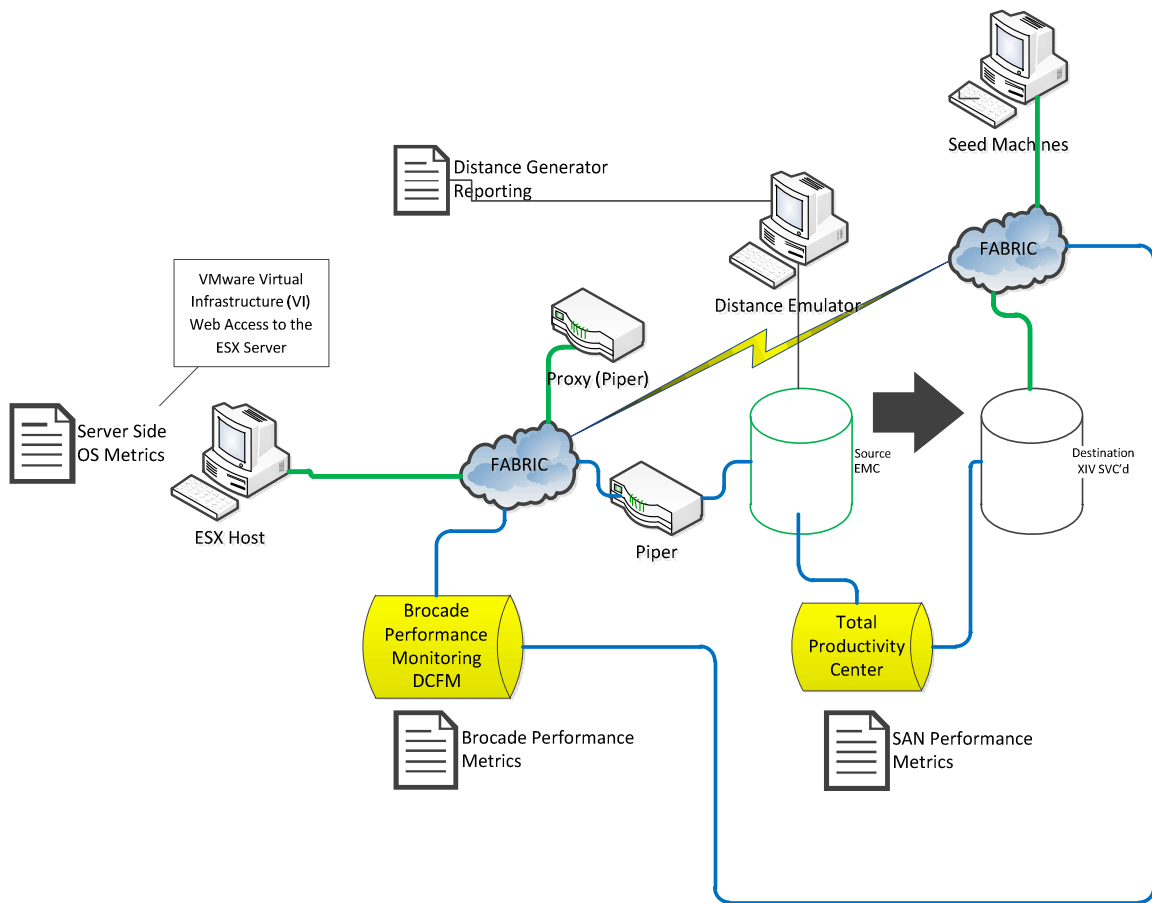 Seed Machines
Distance Generator
Reporting
FABRIC
VMware Virtual
Infrastructure (VI)
Web Access to the
ESX Server
Distance Emulator
Proxy (Piper)
Server Side
OS Metrics
FABRIC
Source
EMC
Destination
XIV SVC'd
ESX Host
Piper
Brocade
Performance
Monitoring
DCFM
Total
Productivity
Center
Brocade Performance
Metrics
SAN Performance
Metrics